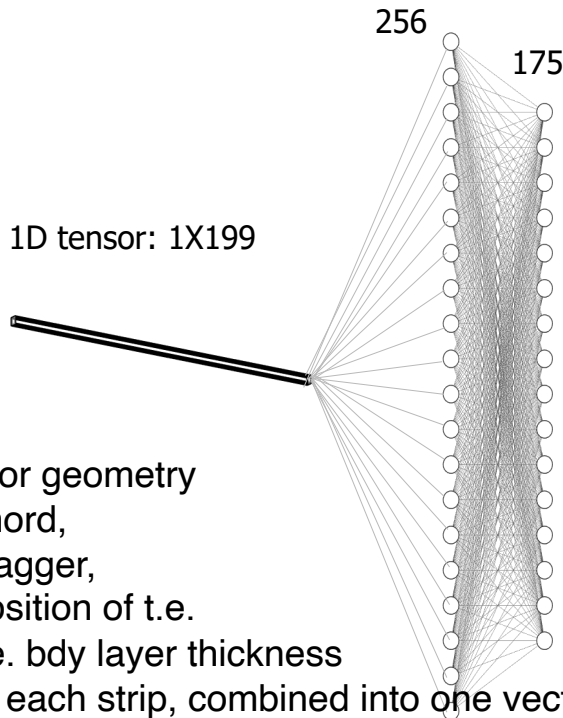 256
175
1D tensor: 1X199
or geometry
nord,
agger,
osition of t.e.
e. bdy layer thickness
each strip, combined into one vect